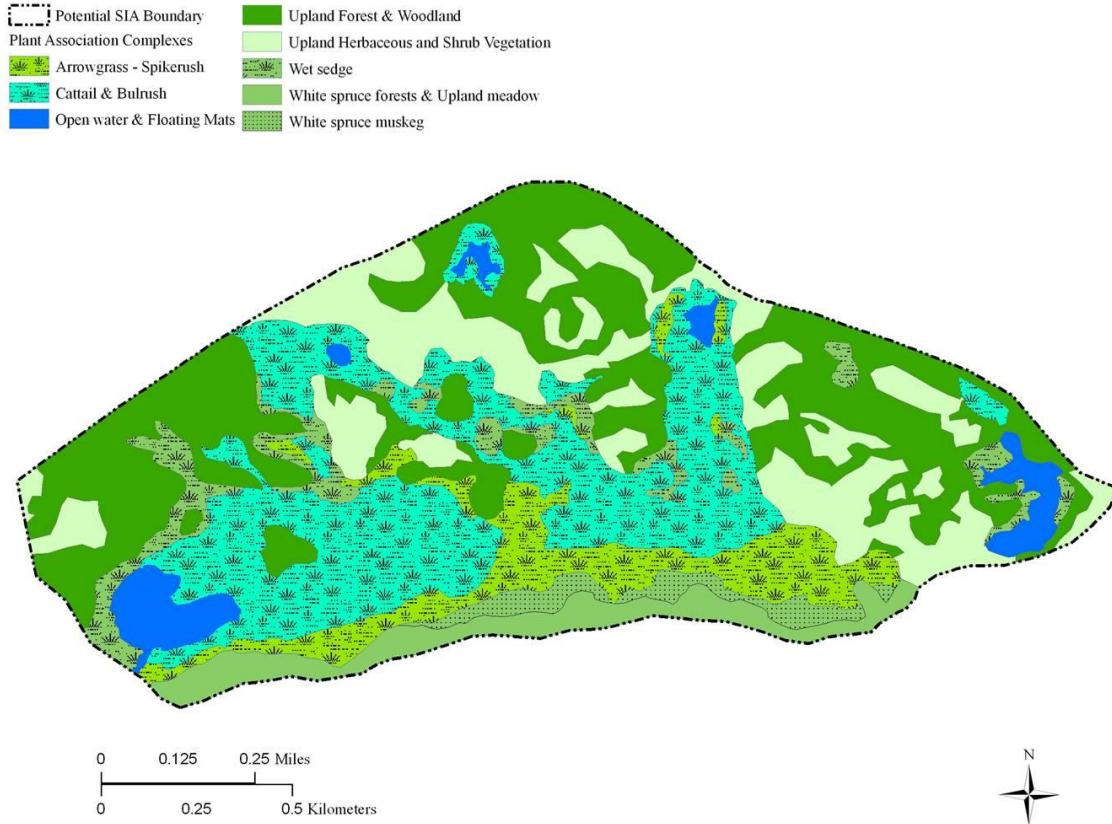 Potential SIA Boundary
Plant Association Complexes
Arrowgrass - Spikerush
Cattail & Bulrush
Open water & Floating Mats
Upland Forest & Woodland
Upland Herbaceous and Shrub Vegetation
Wet sedge
White spruce forests & Upland meadow
White spruce muskeg
0 0.125 0.25 Miles
0 0.25 0.5 Kilometers
N